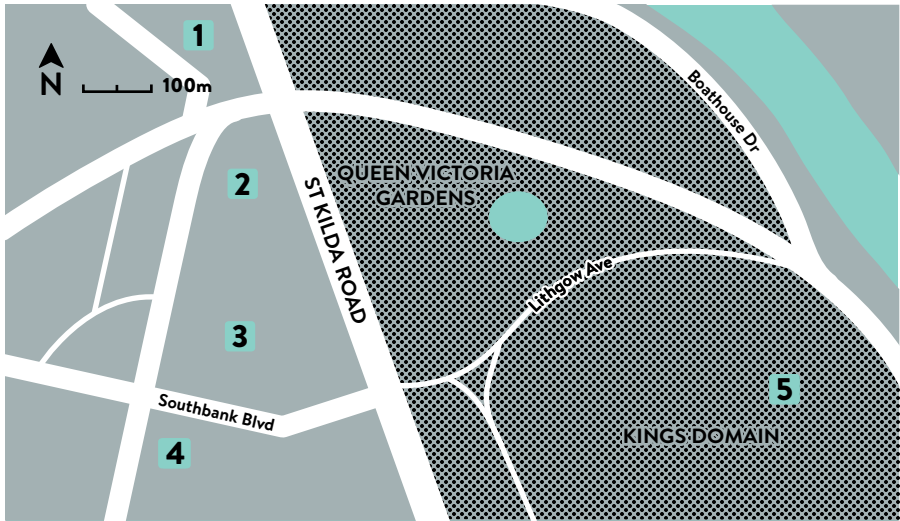 1
N
100m
Boathouse Dr
2
QUEEN VICTORIA
GARDENS
ST KILDA ROAD
Lithgow Ave
3
5
Southbank Blvd
KINGS DOMAIN
4